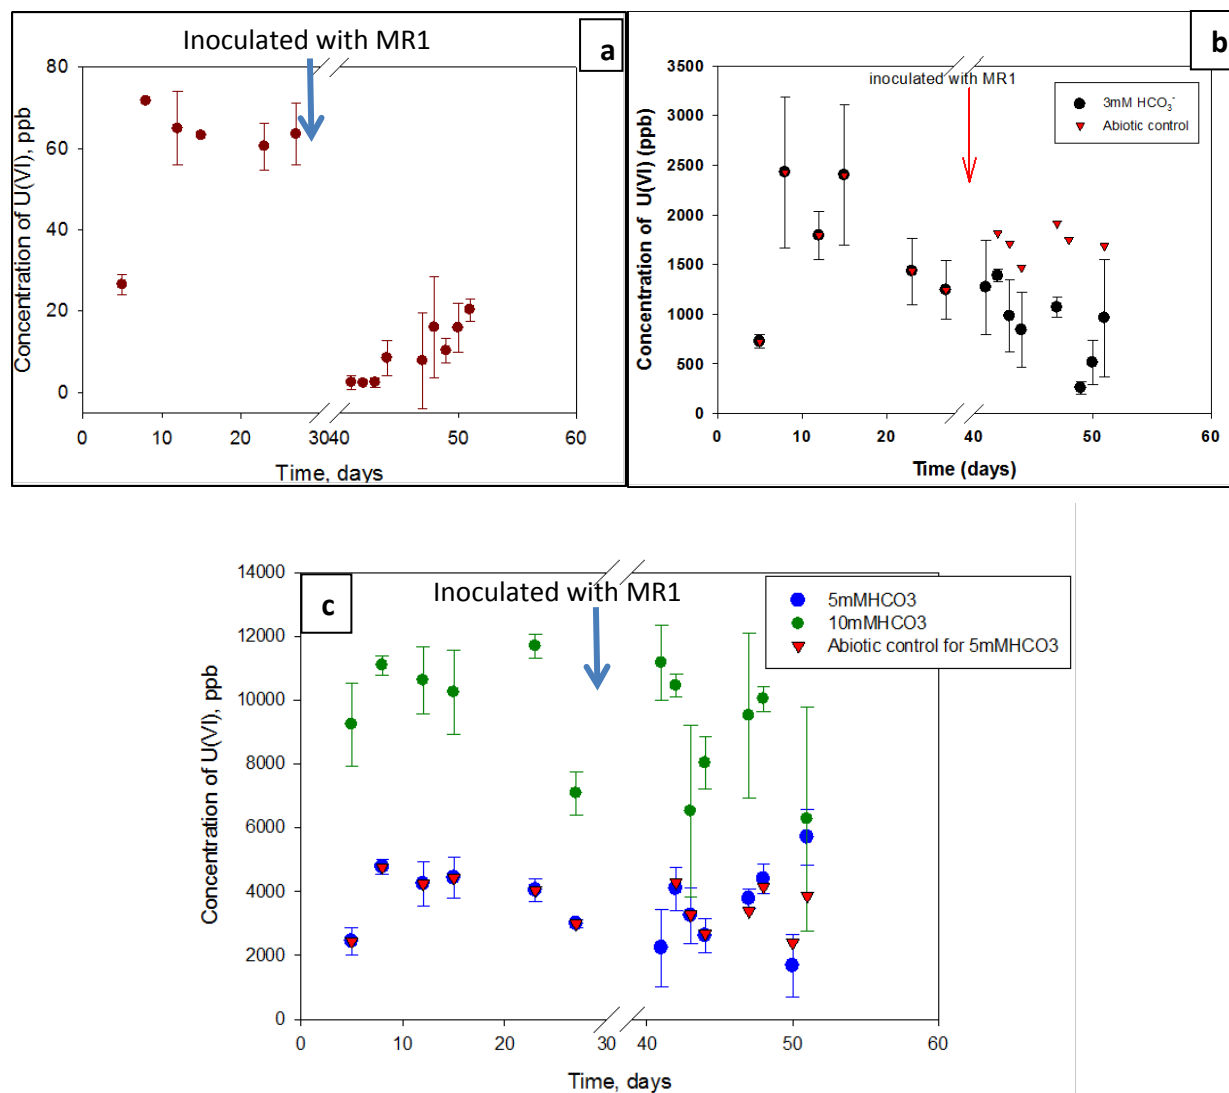 Inoculated with MR1
a
80
60
40
20
0
Concentration of U(VI), ppb
0
10
20
30
40
50
60
Time, days
b
inoculated with MR1
3mM HCO3-
Abiotic control
3500
3000
2500
2000
1500
1000
500
0
Concentration of U(VI) (ppb)
0
10
20
40
50
60
Time (days)
c
Inoculated with MR1
5mMHCO3
10mMHCO3
Abiotic control for 5mMHCO3
14000
12000
10000
8000
6000
4000
2000
0
Concentration of U(VI), ppb
0
10
20
30
40
50
60
Time, days